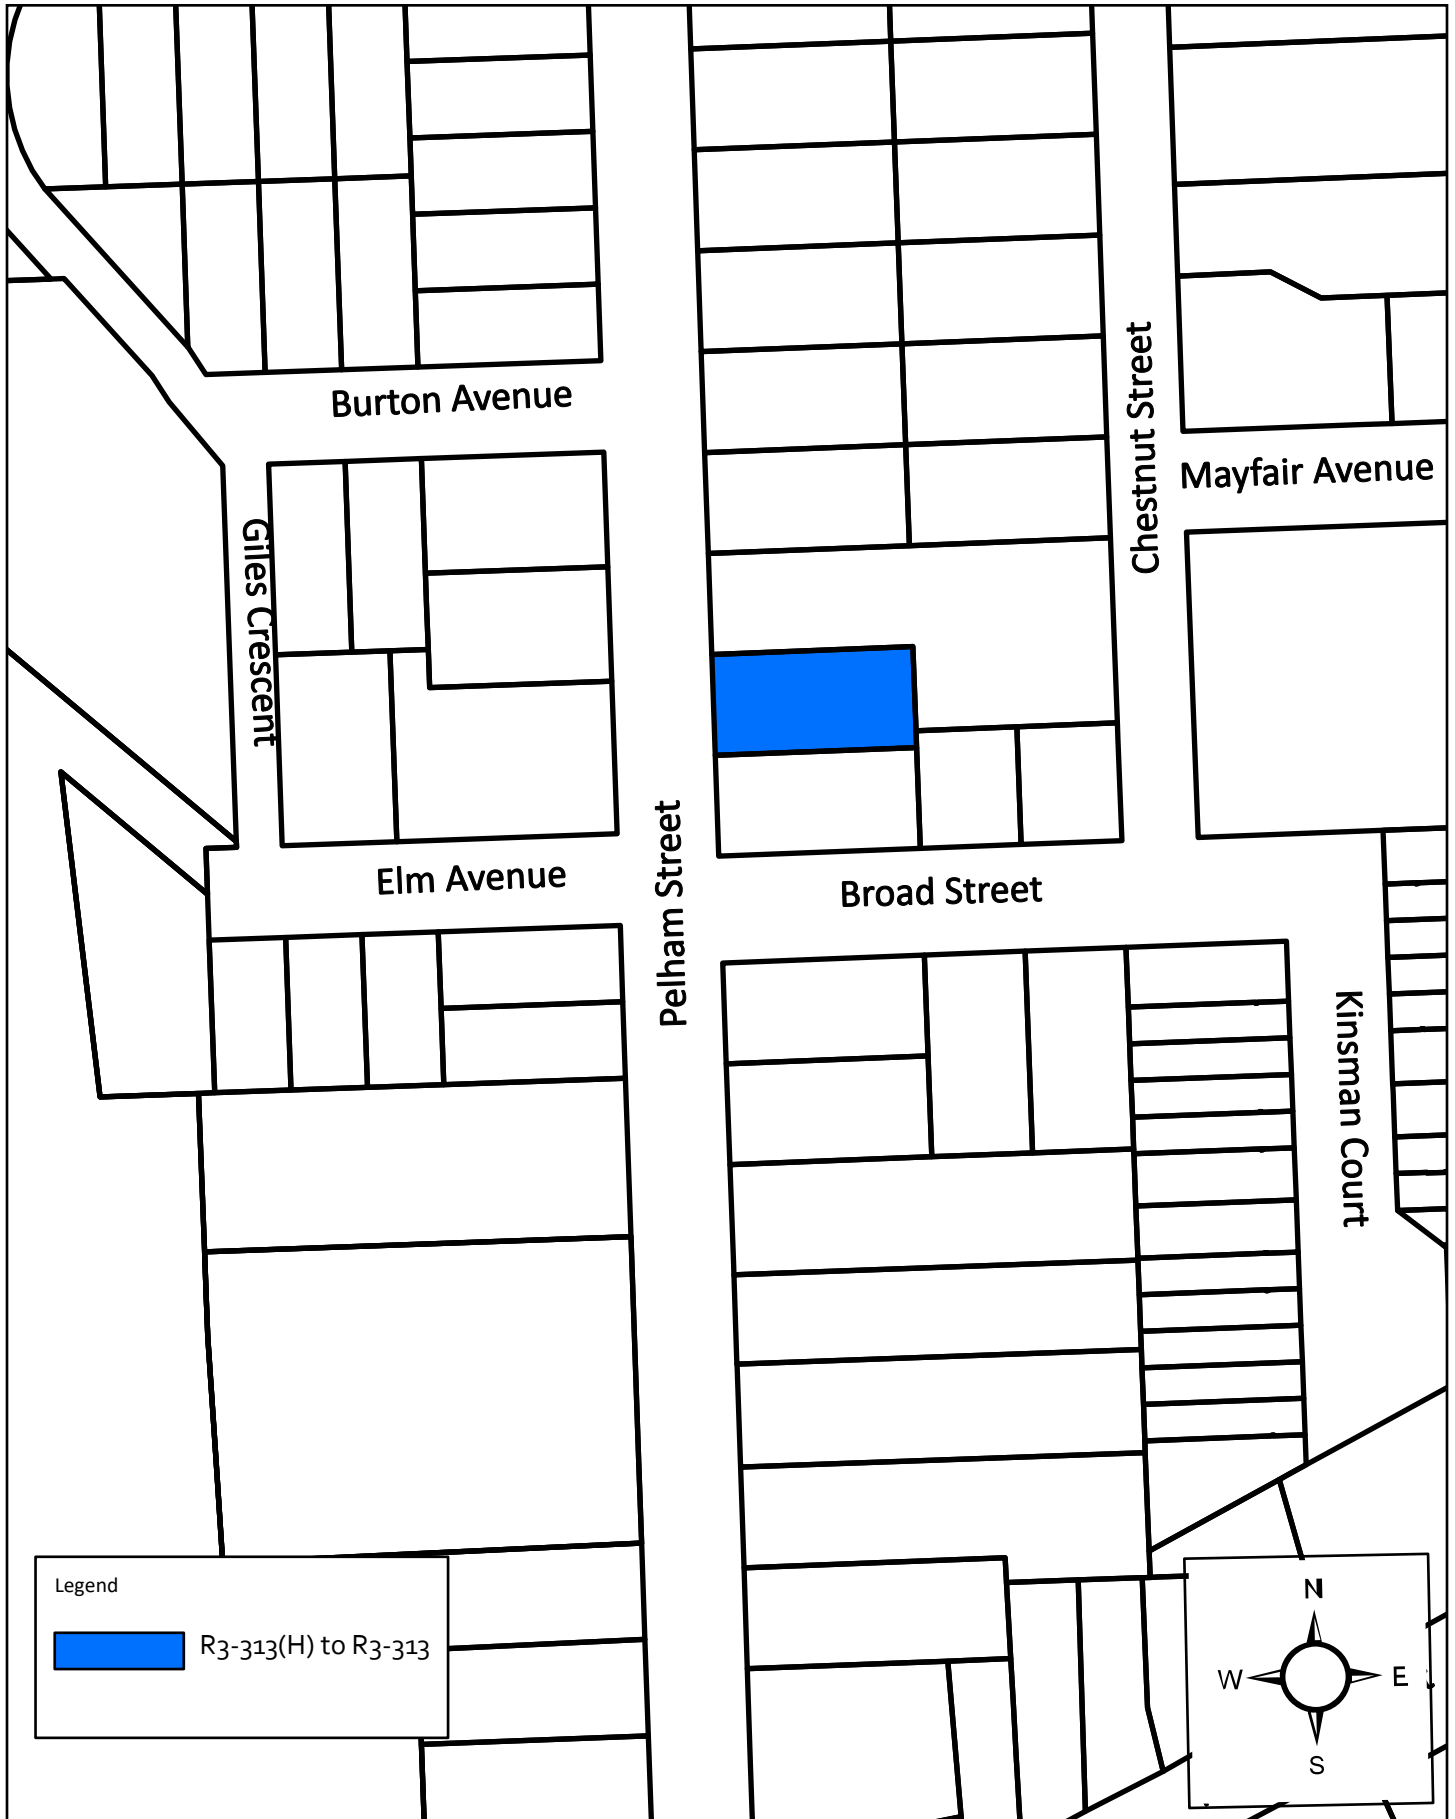 Burton Avenue
Chestnut Street
Mayfair Avenue
Giles Crescent
Pelham Street
Elm Avenue
Broad Street
Kinsman Court
Legend
R3-313(H) to R3-313
N
W
E
S